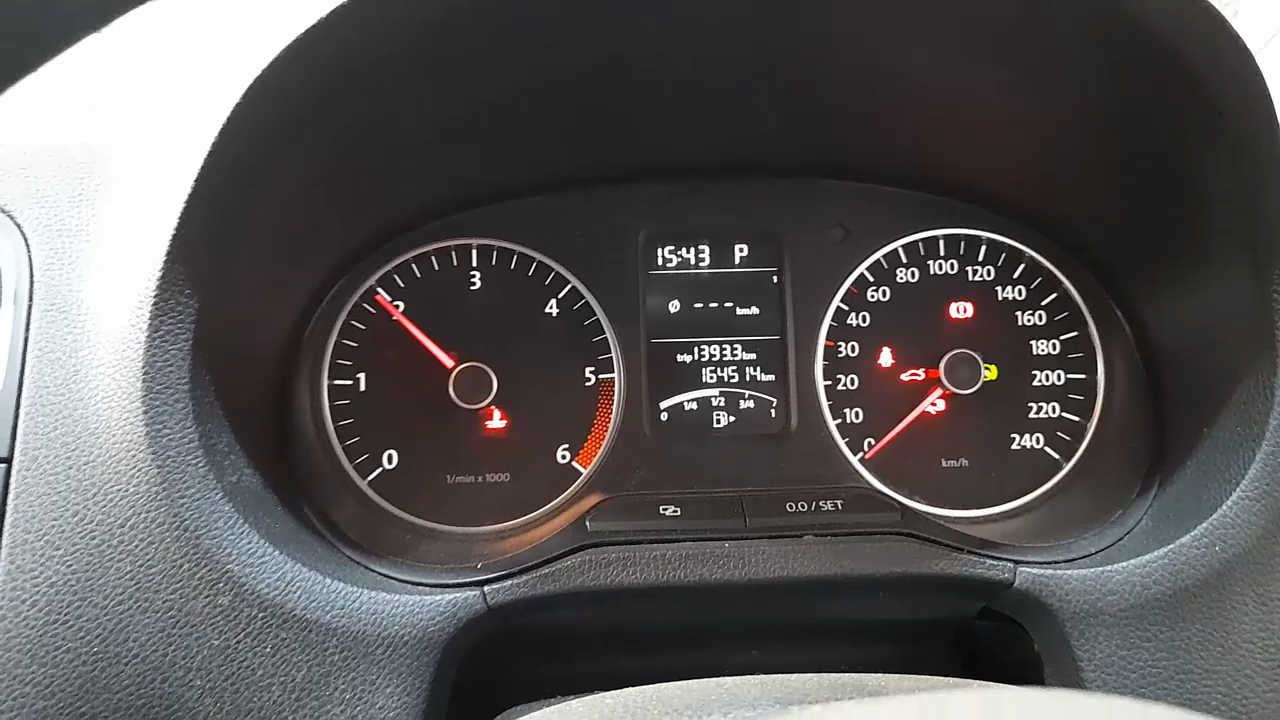 15:43 P
1
Ø --- km/h
trip 1393.3 km
164514 km
0 1/4 1/2 3/4 1
0 1 2 3 4 5 6
1/min x 1000
0 10 20 30 40 60 80 100 120 140 160 180 200 220 240
km/h
0.0 / SET